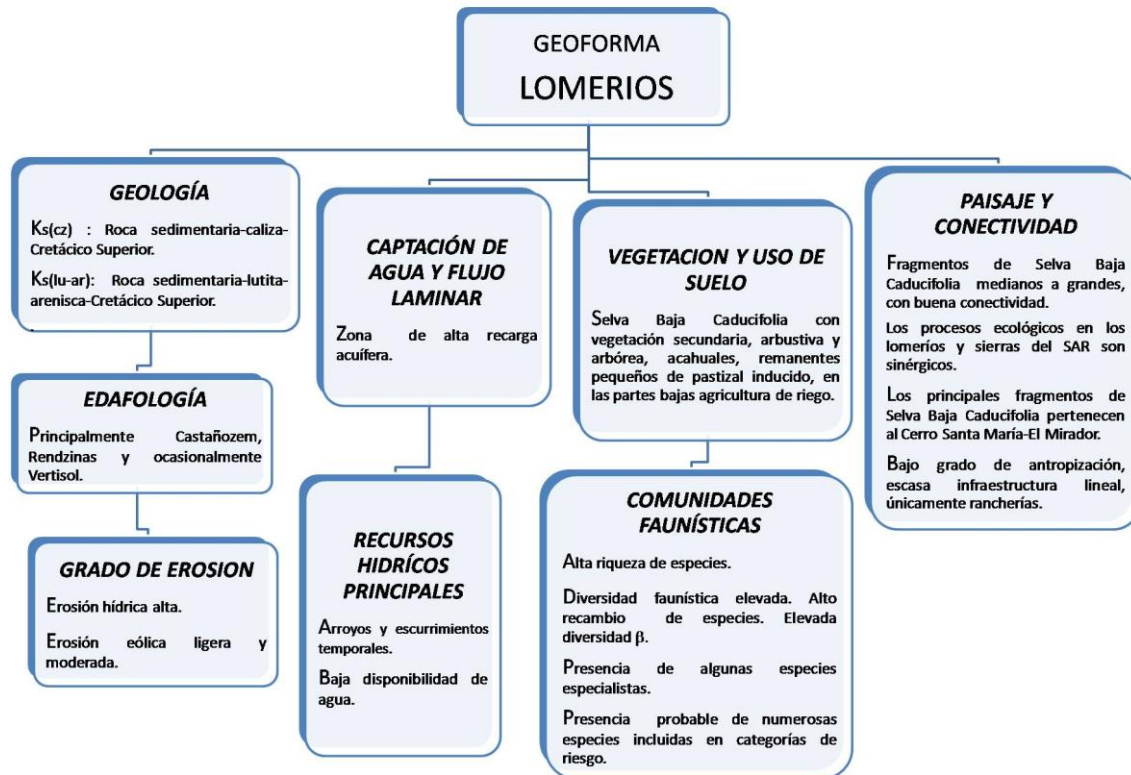 GEOFORMA
LOMERIOS
GEOLOGÍA
Ks(cz) : Roca sedimentaria-caliza-
Cretácico Superior.
Ks(lu-ar): Roca sedimentaria-lutita-
arenisca-Cretácico Superior.
.
EDAFOLOGÍA
Principalmente Castañozem,
Rendzinas y ocasionalmente
Vertisol.
GRADO DE EROSION
Erosión hídrica alta.
Erosión eólica ligera y
moderada.
CAPTACIÓN DE
AGUA Y FLUJO
LAMINAR
Zona de alta recarga
acuífera.
RECURSOS
HIDRÍCOS
PRINCIPALES
Arroyos y escurrimientos
temporales.
Baja disponibilidad de
agua.
VEGETACION Y USO DE
SUELO
Selva Baja Caducifolia con
vegetación secundaria, arbustiva y
arbórea, acahuales, remanentes
pequeños de pastizal inducido, en
las partes bajas agricultura de riego.
COMUNIDADES
FAUNÍSTICAS
Alta riqueza de especies.
Diversidad faunística elevada. Alto
recambio de especies. Elevada
diversidad β.
Presencia de algunas especies
especialistas.
Presencia probable de numerosas
especies incluidas en categorías de
riesgo.
PAISAJE Y
CONECTIVIDAD
Fragmentos de Selva Baja
Caducifolia medianos a grandes,
con buena conectividad.
Los procesos ecológicos en los
lomeríos y sierras del SAR son
sinérgicos.
Los principales fragmentos de
Selva Baja Caducifolia pertenecen
al Cerro Santa María-El Mirador.
Bajo grado de antropización,
escasa infraestructura lineal,
únicamente rancherías.